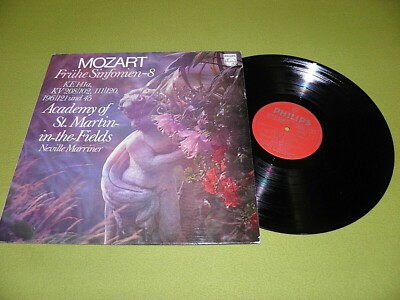 MOZART
Frühe Sinfonien-8
KV 141a,
KV 208/102, 111/120,
196/121 und 45
Academy of
St. Martin-
in-the-Fields
Neville Marriner
PHILIPS